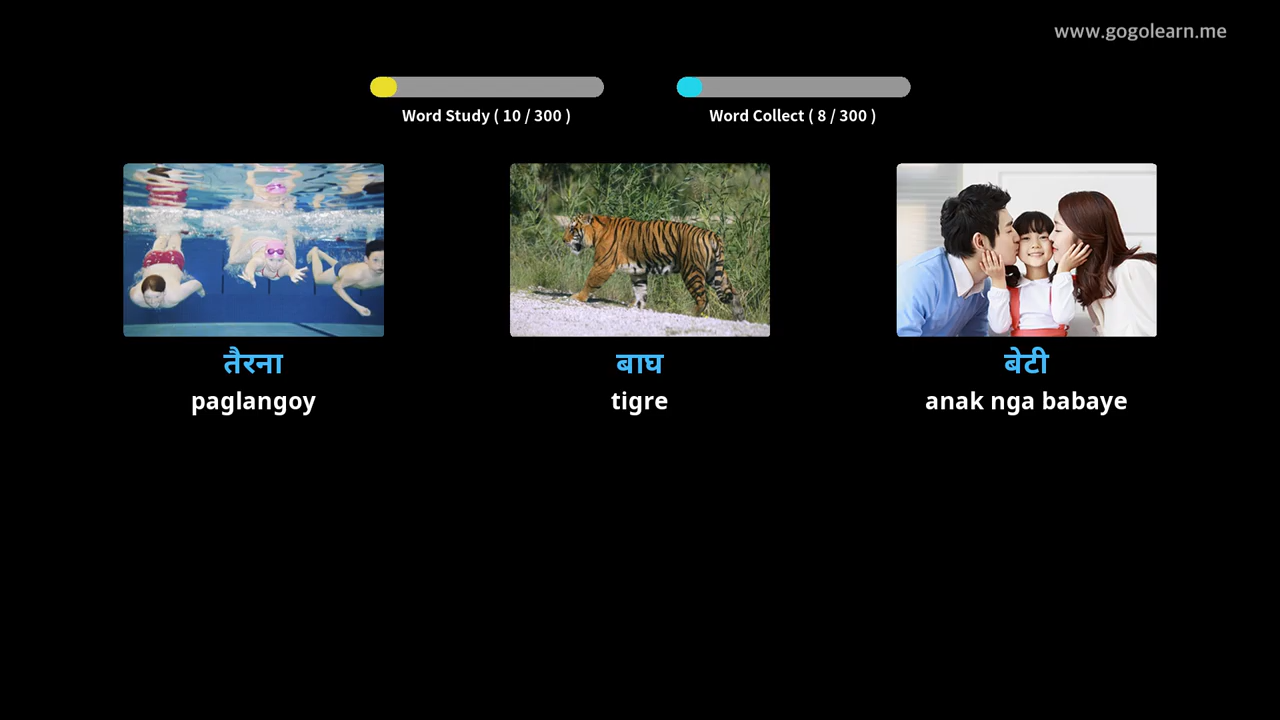 www.gogolearn.me
Word Study ( 10 / 300 )
Word Collect ( 8 / 300 )
तैरना
paglangoy
बाघ
tigre
बेटी
anak nga babaye